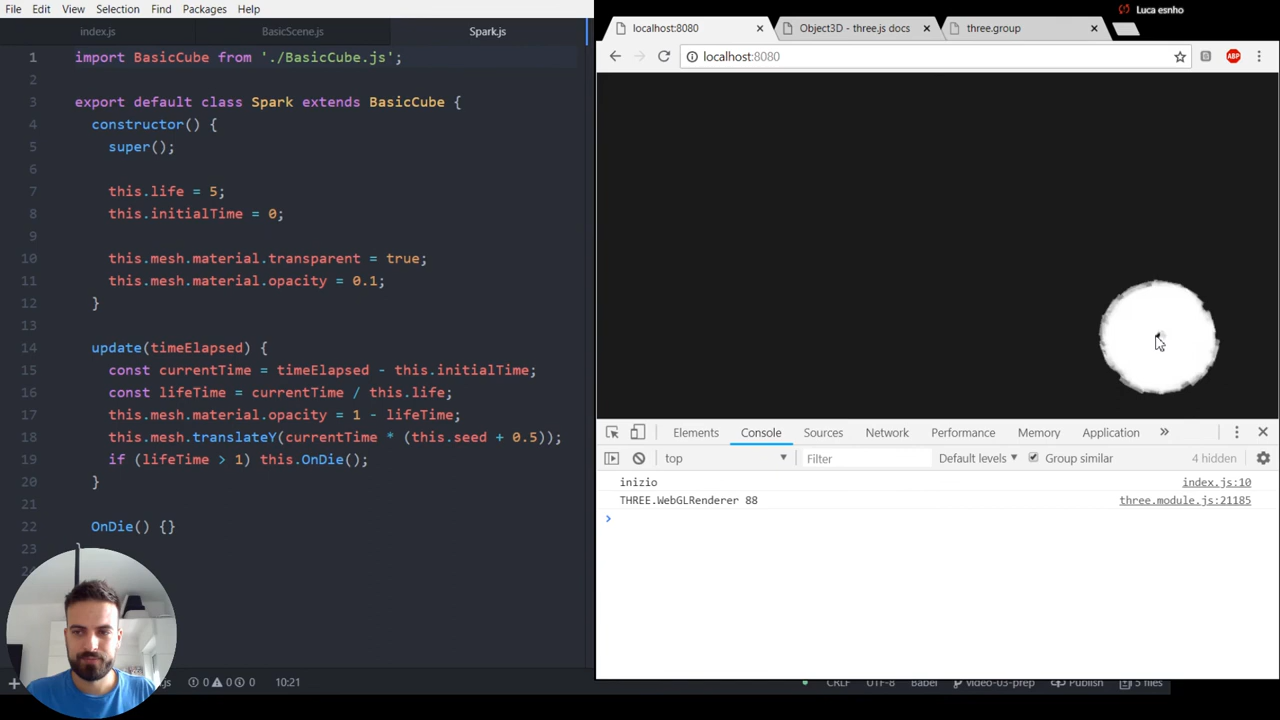 File Edit View Selection Find Packages Help
index.js BasicScene.js Spark.js
1 import BasicCube from './BasicCube.js';
2
3 export default class Spark extends BasicCube {
4 constructor() {
5 super();
6
7 this.life = 5;
8 this.initialTime = 0;
9
10 this.mesh.material.transparent = true;
11 this.mesh.material.opacity = 0.1;
12 }
13
14 update(timeElapsed) {
15 const currentTime = timeElapsed - this.initialTime;
16 const lifeTime = currentTime / this.life;
17 this.mesh.material.opacity = 1 - lifeTime;
18 this.mesh.translateY(currentTime * (this.seed + 0.5));
19 if (lifeTime > 1) this.OnDie();
20 }
21
22 OnDie() {}
23 }
0 0 0 10:21
CRLF UTF-8 Babel video-03-prep Publish 5 files
Luca esnho
localhost:8080 Object3D - three.js docs three.group
localhost:8080
ABP
Elements Console Sources Network Performance Memory Application
top Filter Default levels Group similar 4 hidden
inizio index.js:10
THREE.WebGLRenderer 88 three.module.js:21185